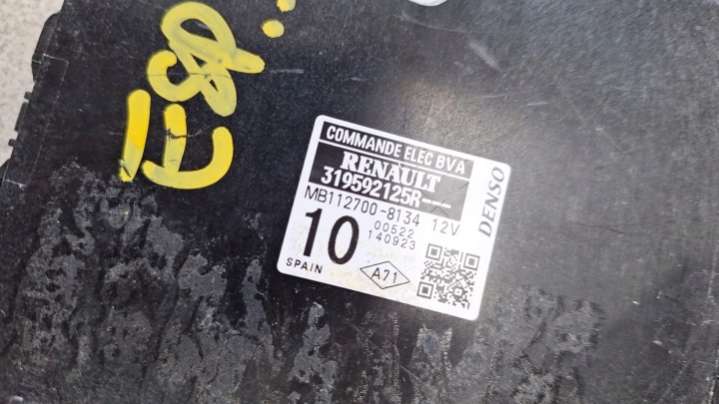 COMMANDE ELEC BVA
RENAULT
319592125R
MB112700-8134 12V
10
00522
140923
SPAIN
A71
DENSO